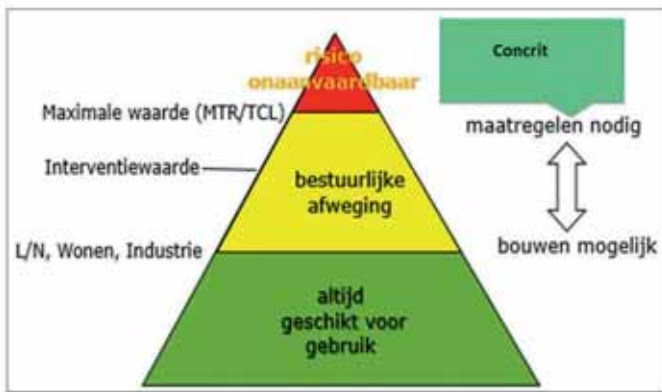 risico
onaanvaardbaar
Concrit
Maximale waarde (MTR/TCL)
maatregelen nodig
Interventiewaarde
bestuurlijke
afweging
L/N, Wonen, Industrie
bouwen mogelijk
altijd
geschikt voor
gebruik